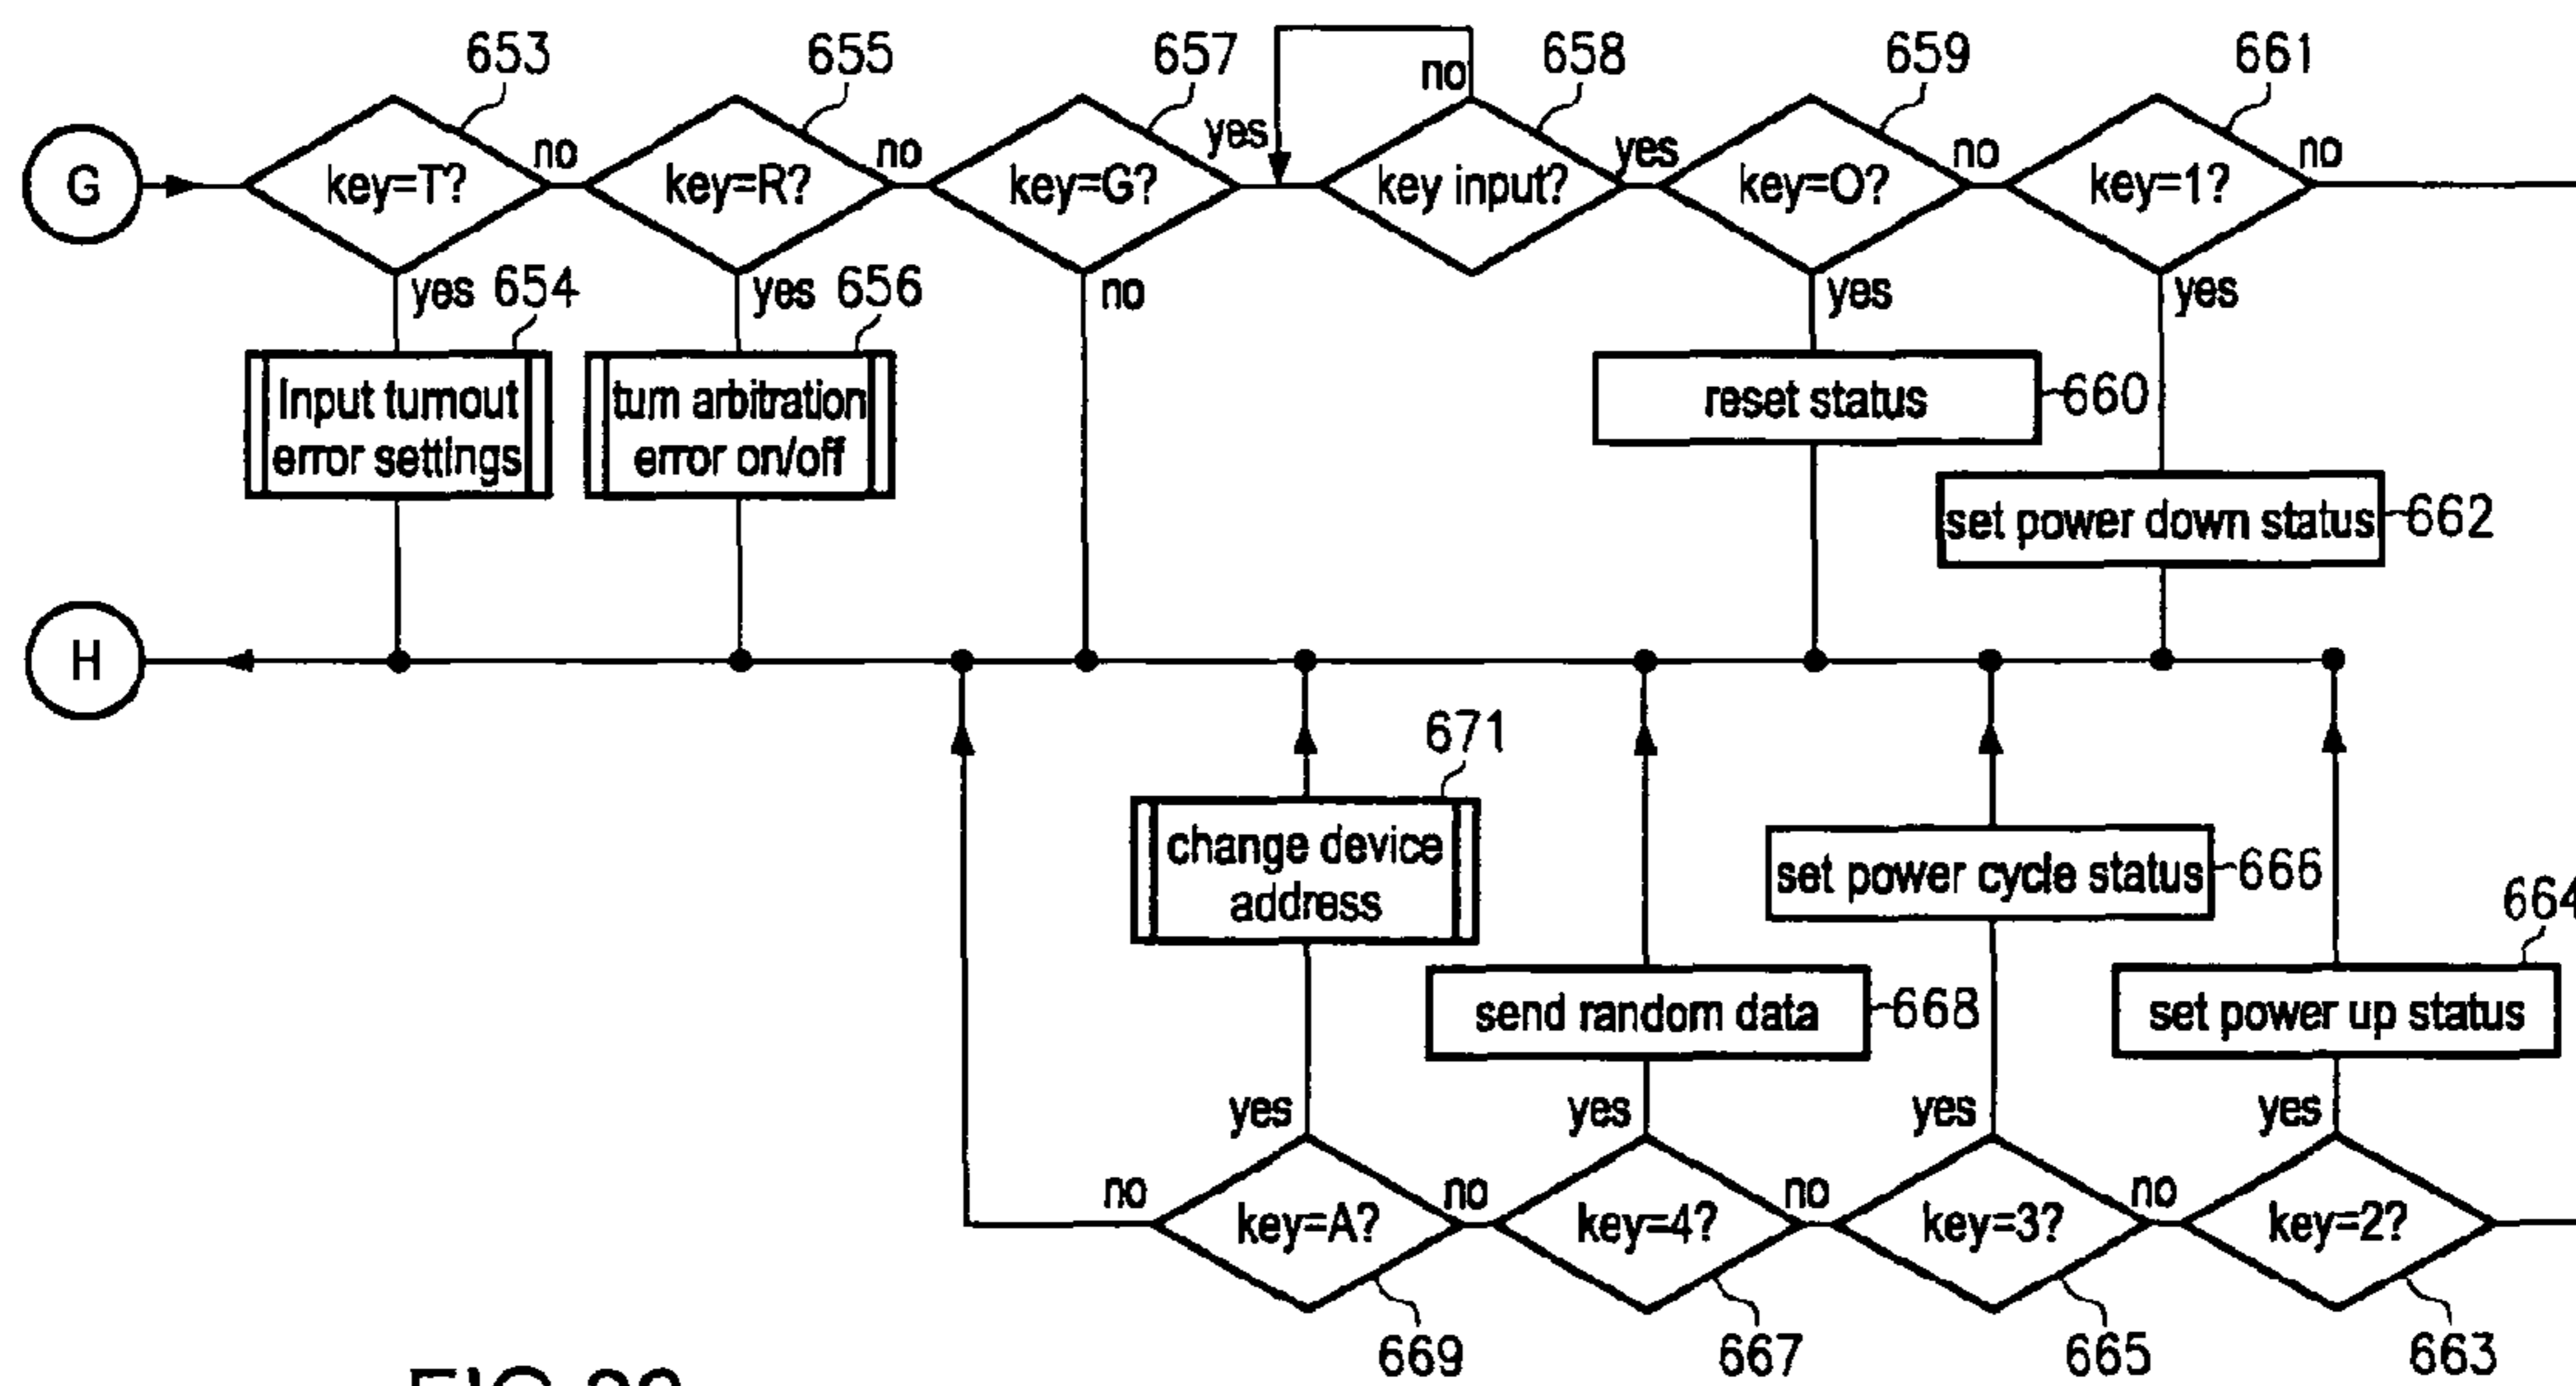 653
655
657
658
659
661
G
key=T?
no
key=R?
no
key=G?
yes
no
key input?
yes
key=O?
no
key=1?
no
yes
654
yes
656
no
yes
yes
Input turnout
error settings
turn arbitration
error on/off
reset status
660
set power down status
662
H
671
change device
address
set power cycle status
666
664
send random data
668
set power up status
yes
yes
yes
yes
no
key=A?
no
key=4?
no
key=3?
no
key=2?
669
667
665
663